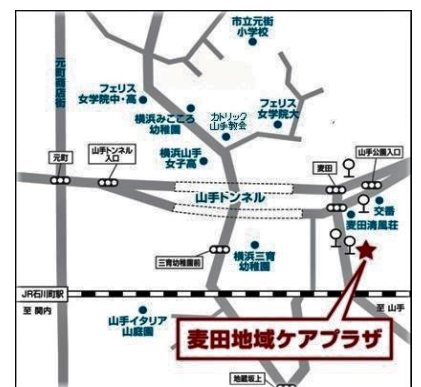 市立元街
小学校
元町商店街
フェリス
女学院中・高
横浜みこころ
幼稚園
カトリック
山手教会
フェリス
女学院大
横浜山手
女子高
元町
山手トンネル
入口
麦田
山手公園入口
山手トンネル
交番
麦田清風荘
三育幼稚園前
横浜三育
幼稚園
JR石川町駅
至 関内
至 山手
山手イタリア
山庭園
麦田地域ケアプラザ
地蔵坂上